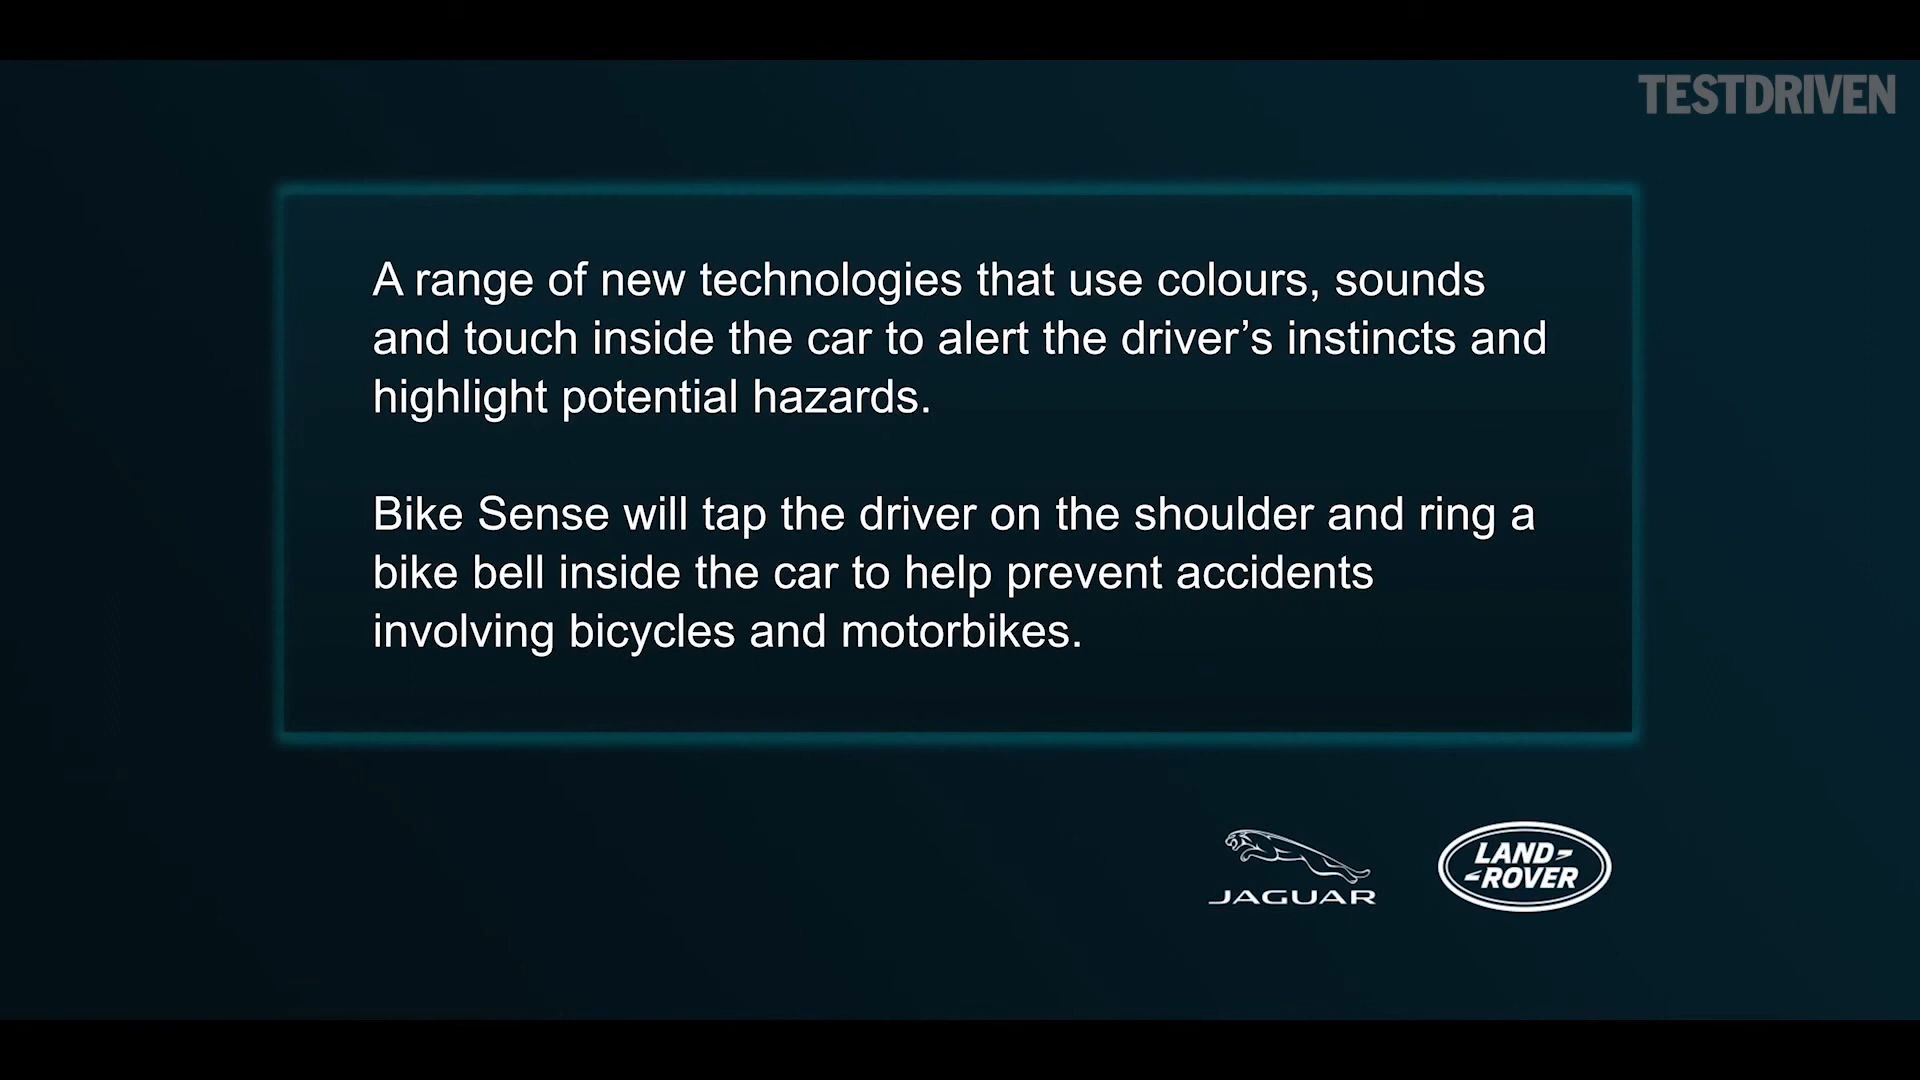 TESTDRIVEN
A range of new technologies that use colours, sounds
and touch inside the car to alert the driver’s instincts and
highlight potential hazards.
Bike Sense will tap the driver on the shoulder and ring a
bike bell inside the car to help prevent accidents
involving bicycles and motorbikes.
JAGUAR
LAND
ROVER